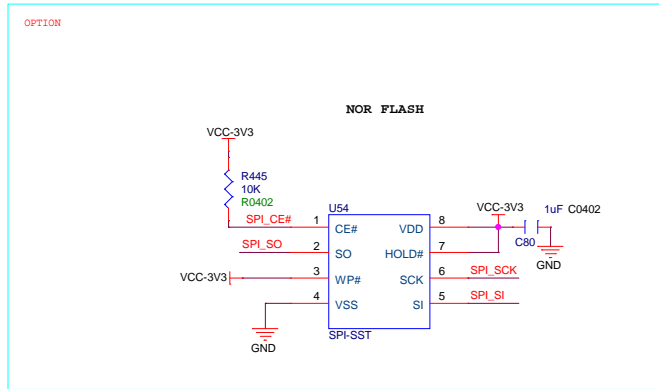 OPTION
NOR FLASH
VCC-3V3
R445
10K
R0402
U54
VCC-3V3
1uF C0402
SPI_CE# 1 CE# VDD 8
C80
SPI_SO 2 SO HOLD# 7
GND
VCC-3V3 3 WP# SCK 6 SPI_SCK
4 VSS SI 5 SPI_SI
SPI-SST
GND